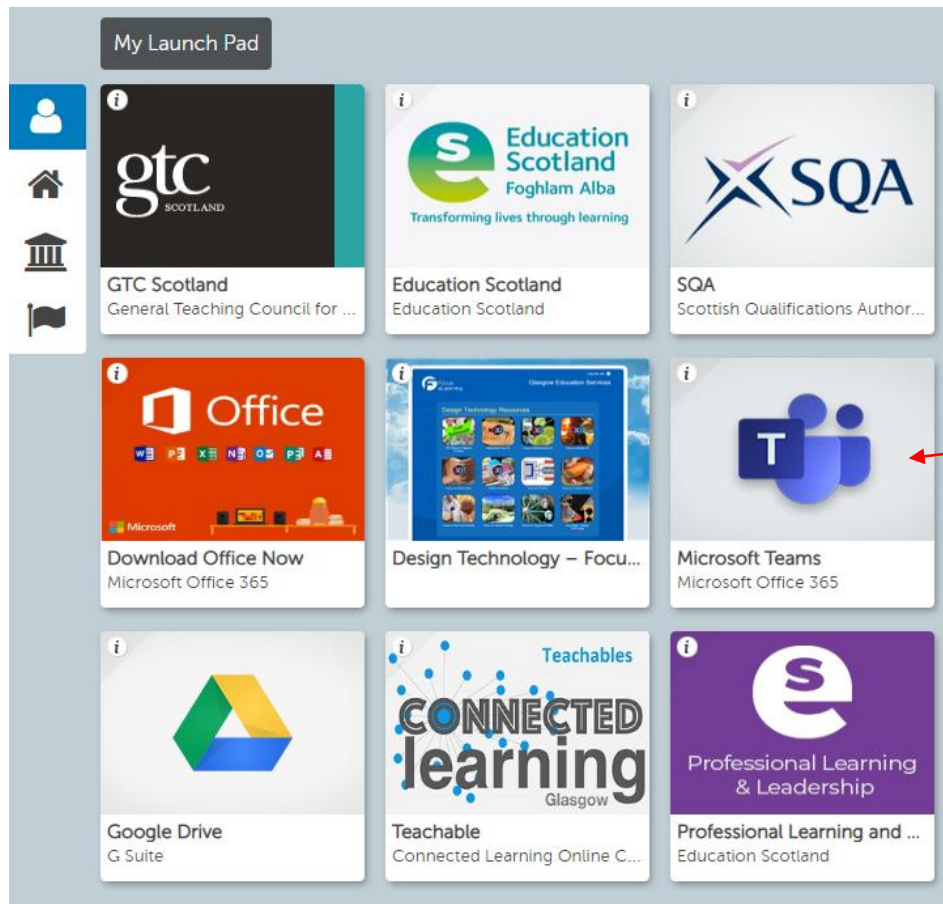 My Launch Pad
gtc
SCOTLAND
GTC Scotland
General Teaching Council for ...
Education
Scotland
Foghlam Alba
Transforming lives through learning
Education Scotland
Education Scotland
SQA
SQA
Scottish Qualifications Author...
Office
Microsoft
Download Office Now
Microsoft Office 365
Focus
eLearning
Glasgow Education Services
Design Technology Resources
Design Technology – Focu...
T
Microsoft Teams
Microsoft Office 365
Google Drive
G Suite
Teachables
CONNECTED
learning
Glasgow
Teachable
Connected Learning Online C...
Professional Learning
& Leadership
Professional Learning and ...
Education Scotland